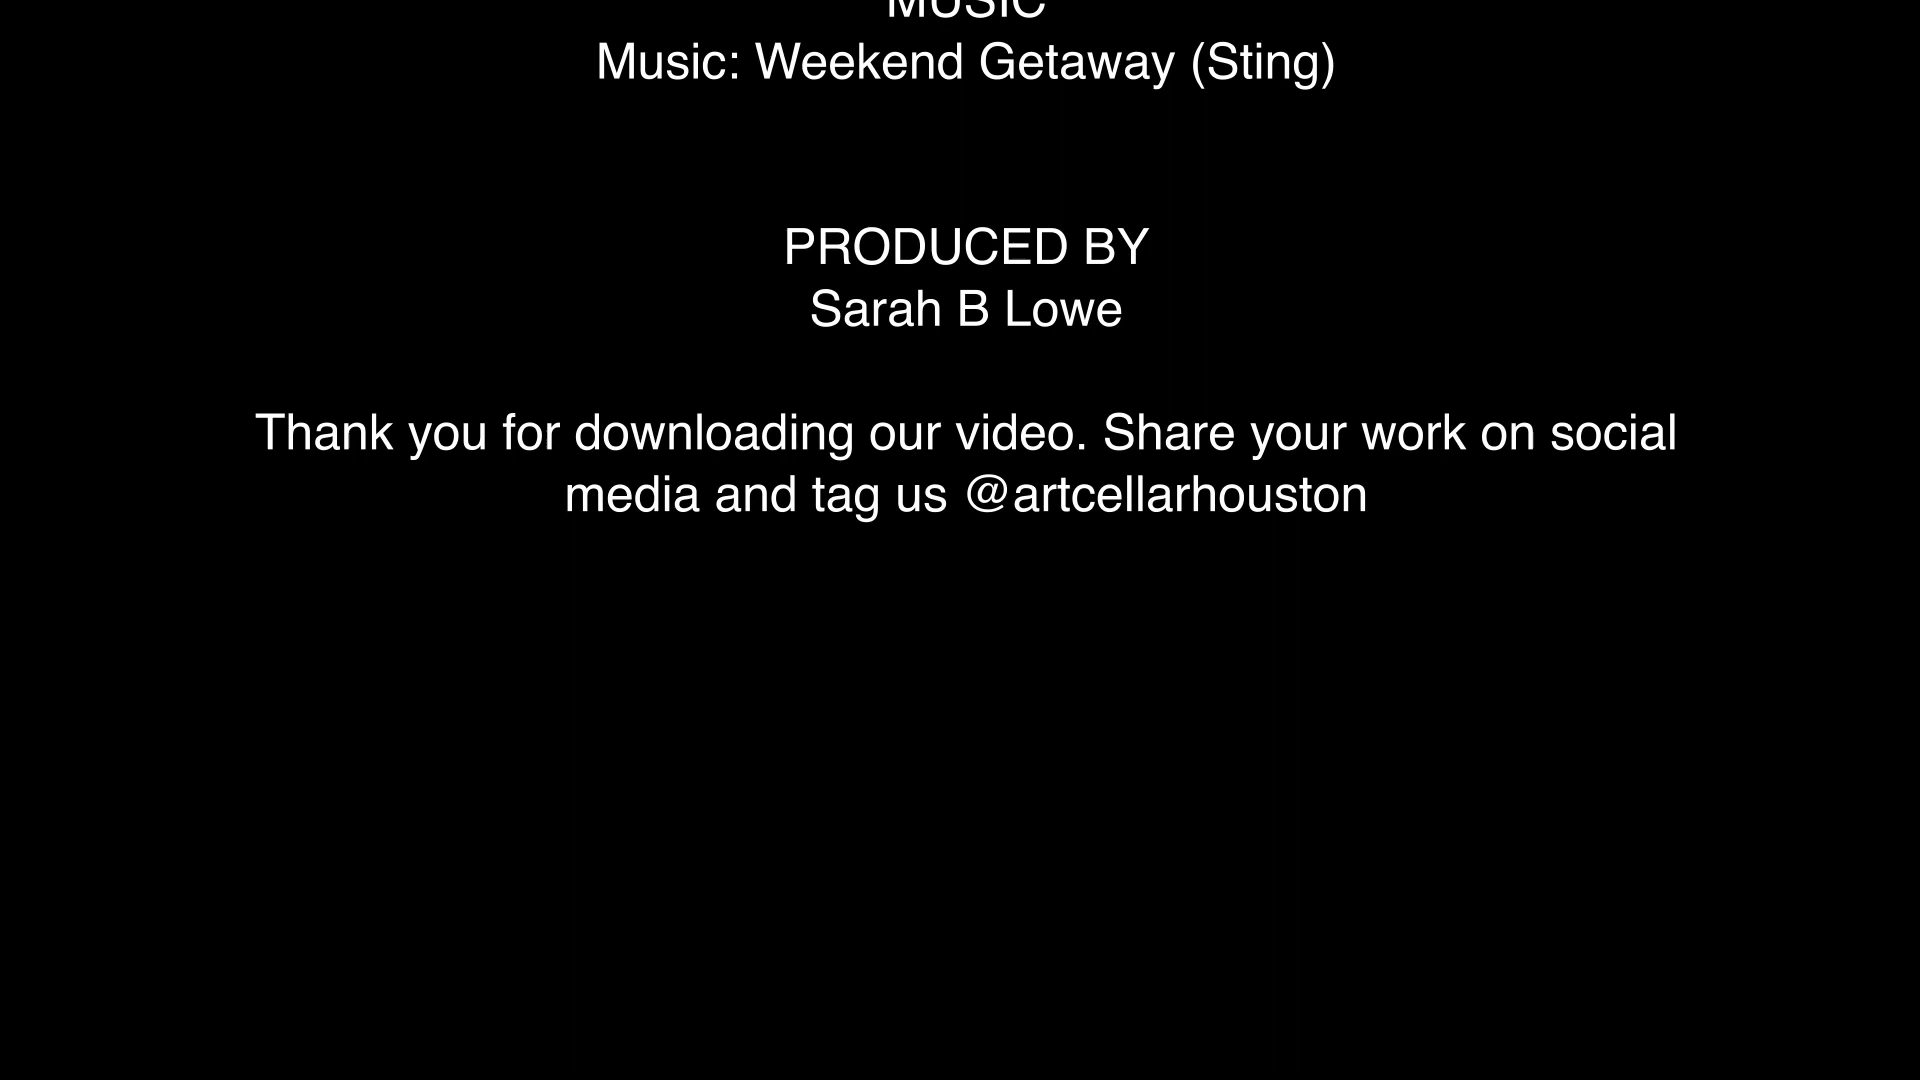 MUSIC
Music: Weekend Getaway (Sting)
PRODUCED BY
Sarah B Lowe
Thank you for downloading our video. Share your work on social
media and tag us @artcellarhouston